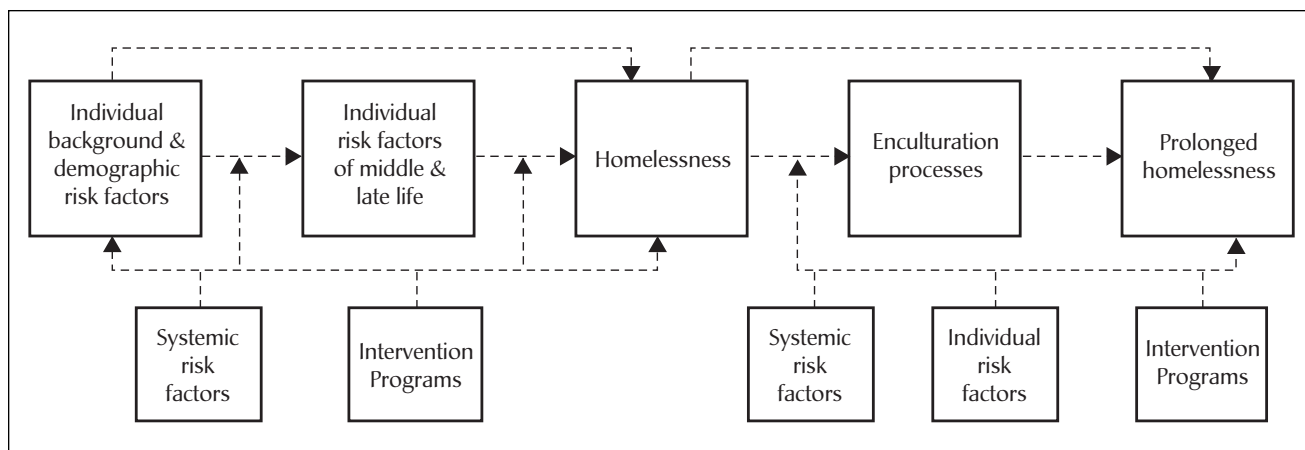 Individual
background &
demographic
risk factors
Individual
risk factors
of middle &
late life
Homelessness
Enculturation
processes
Prolonged
homelessness
Systemic
risk
factors
Intervention
Programs
Systemic
risk
factors
Individual
risk
factors
Intervention
Programs